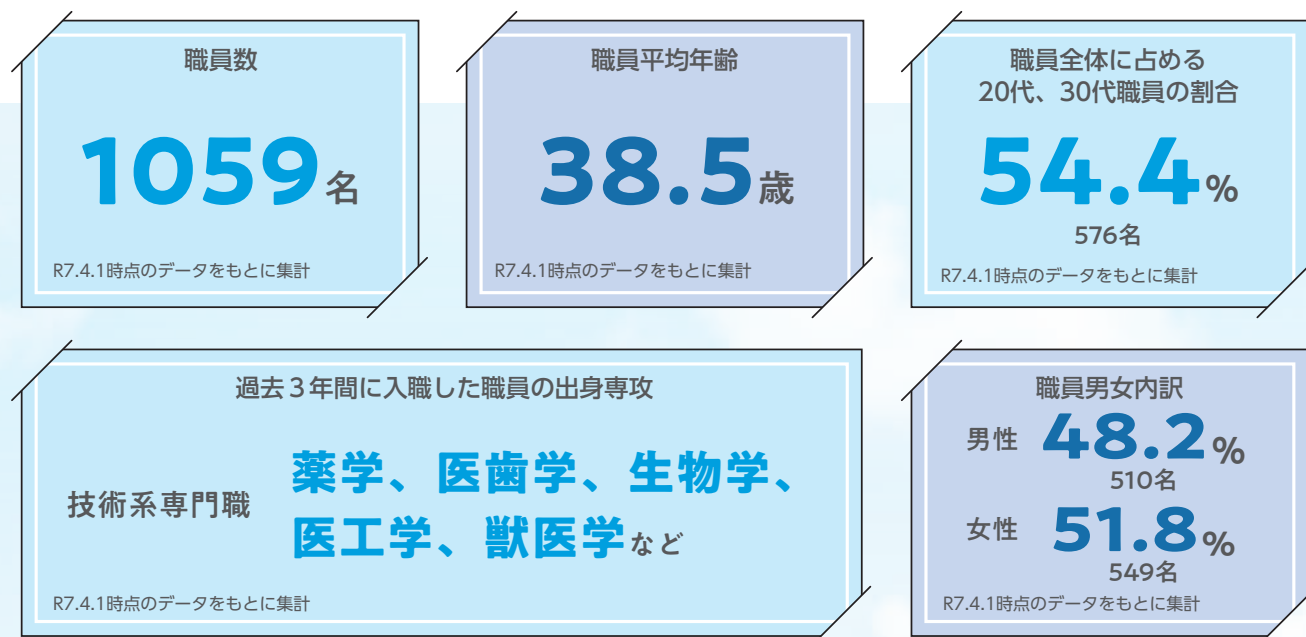 職員数
1059名
R7.4.1時点のデータをもとに集計
職員平均年齢
38.5歳
R7.4.1時点のデータをもとに集計
職員全体に占める
20代、30代職員の割合
54.4%
576名
R7.4.1時点のデータをもとに集計
過去3年間に入職した職員の出身専攻
技術系専門職
薬学、医歯学、生物学、
医工学、獣医学など
R7.4.1時点のデータをもとに集計
職員男女内訳
男性 48.2%
510名
女性 51.8%
549名
R7.4.1時点のデータをもとに集計